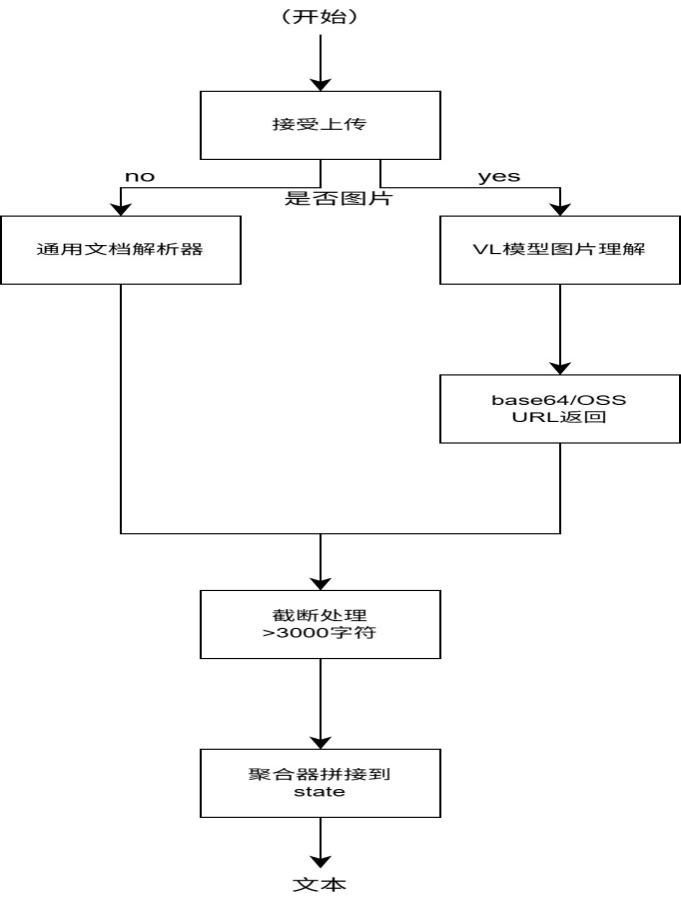 （开始）
接受上传
no
yes
是否图片
通用文档解析器
VL模型图片理解
base64/OSS
URL返回
截断处理
>3000字符
聚合器拼接到
state
文本